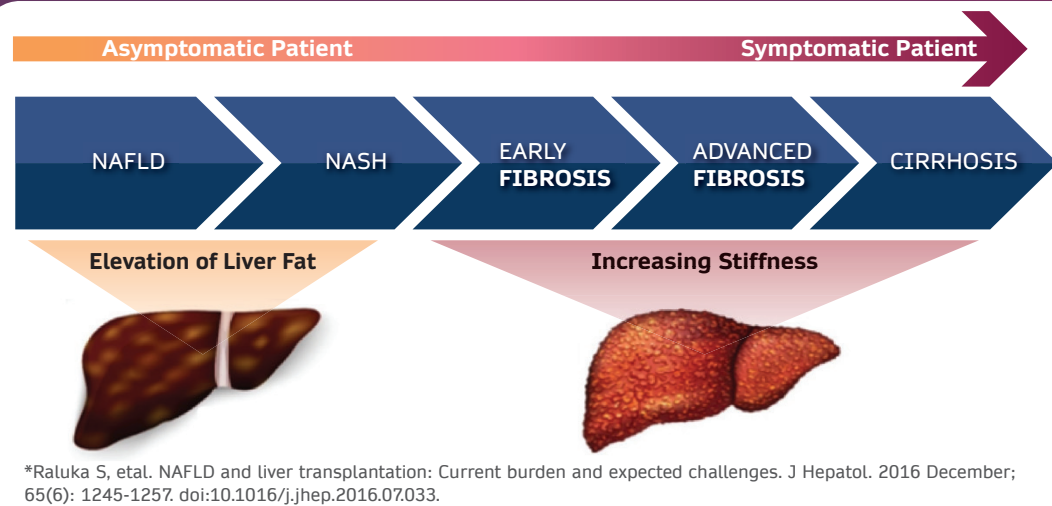 Asymptomatic Patient
Symptomatic Patient
NAFLD
NASH
EARLY
FIBROSIS
ADVANCED
FIBROSIS
CIRRHOSIS
Elevation of Liver Fat
Increasing Stiffness
*Raluka S, etal. NAFLD and liver transplantation: Current burden and expected challenges. J Hepatol. 2016 December;
65(6): 1245-1257. doi:10.1016/j.jhep.2016.07.033.